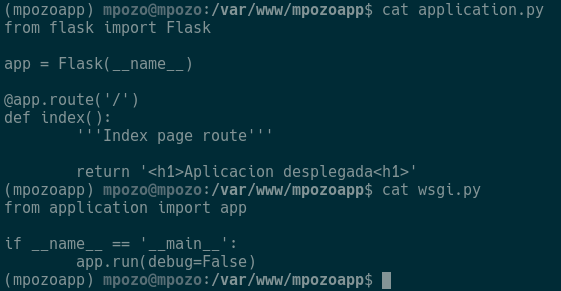 (mpozoapp) mpozo@mpozo:/var/www/mpozoapp$ cat application.py
from flask import Flask

app = Flask(__name__)

@app.route('/')
def index():
        '''Index page route'''

        return '<h1>Aplicacion desplegada<h1>'
(mpozoapp) mpozo@mpozo:/var/www/mpozoapp$ cat wsgi.py
from application import app

if __name__ == '__main__':
        app.run(debug=False)
(mpozoapp) mpozo@mpozo:/var/www/mpozoapp$